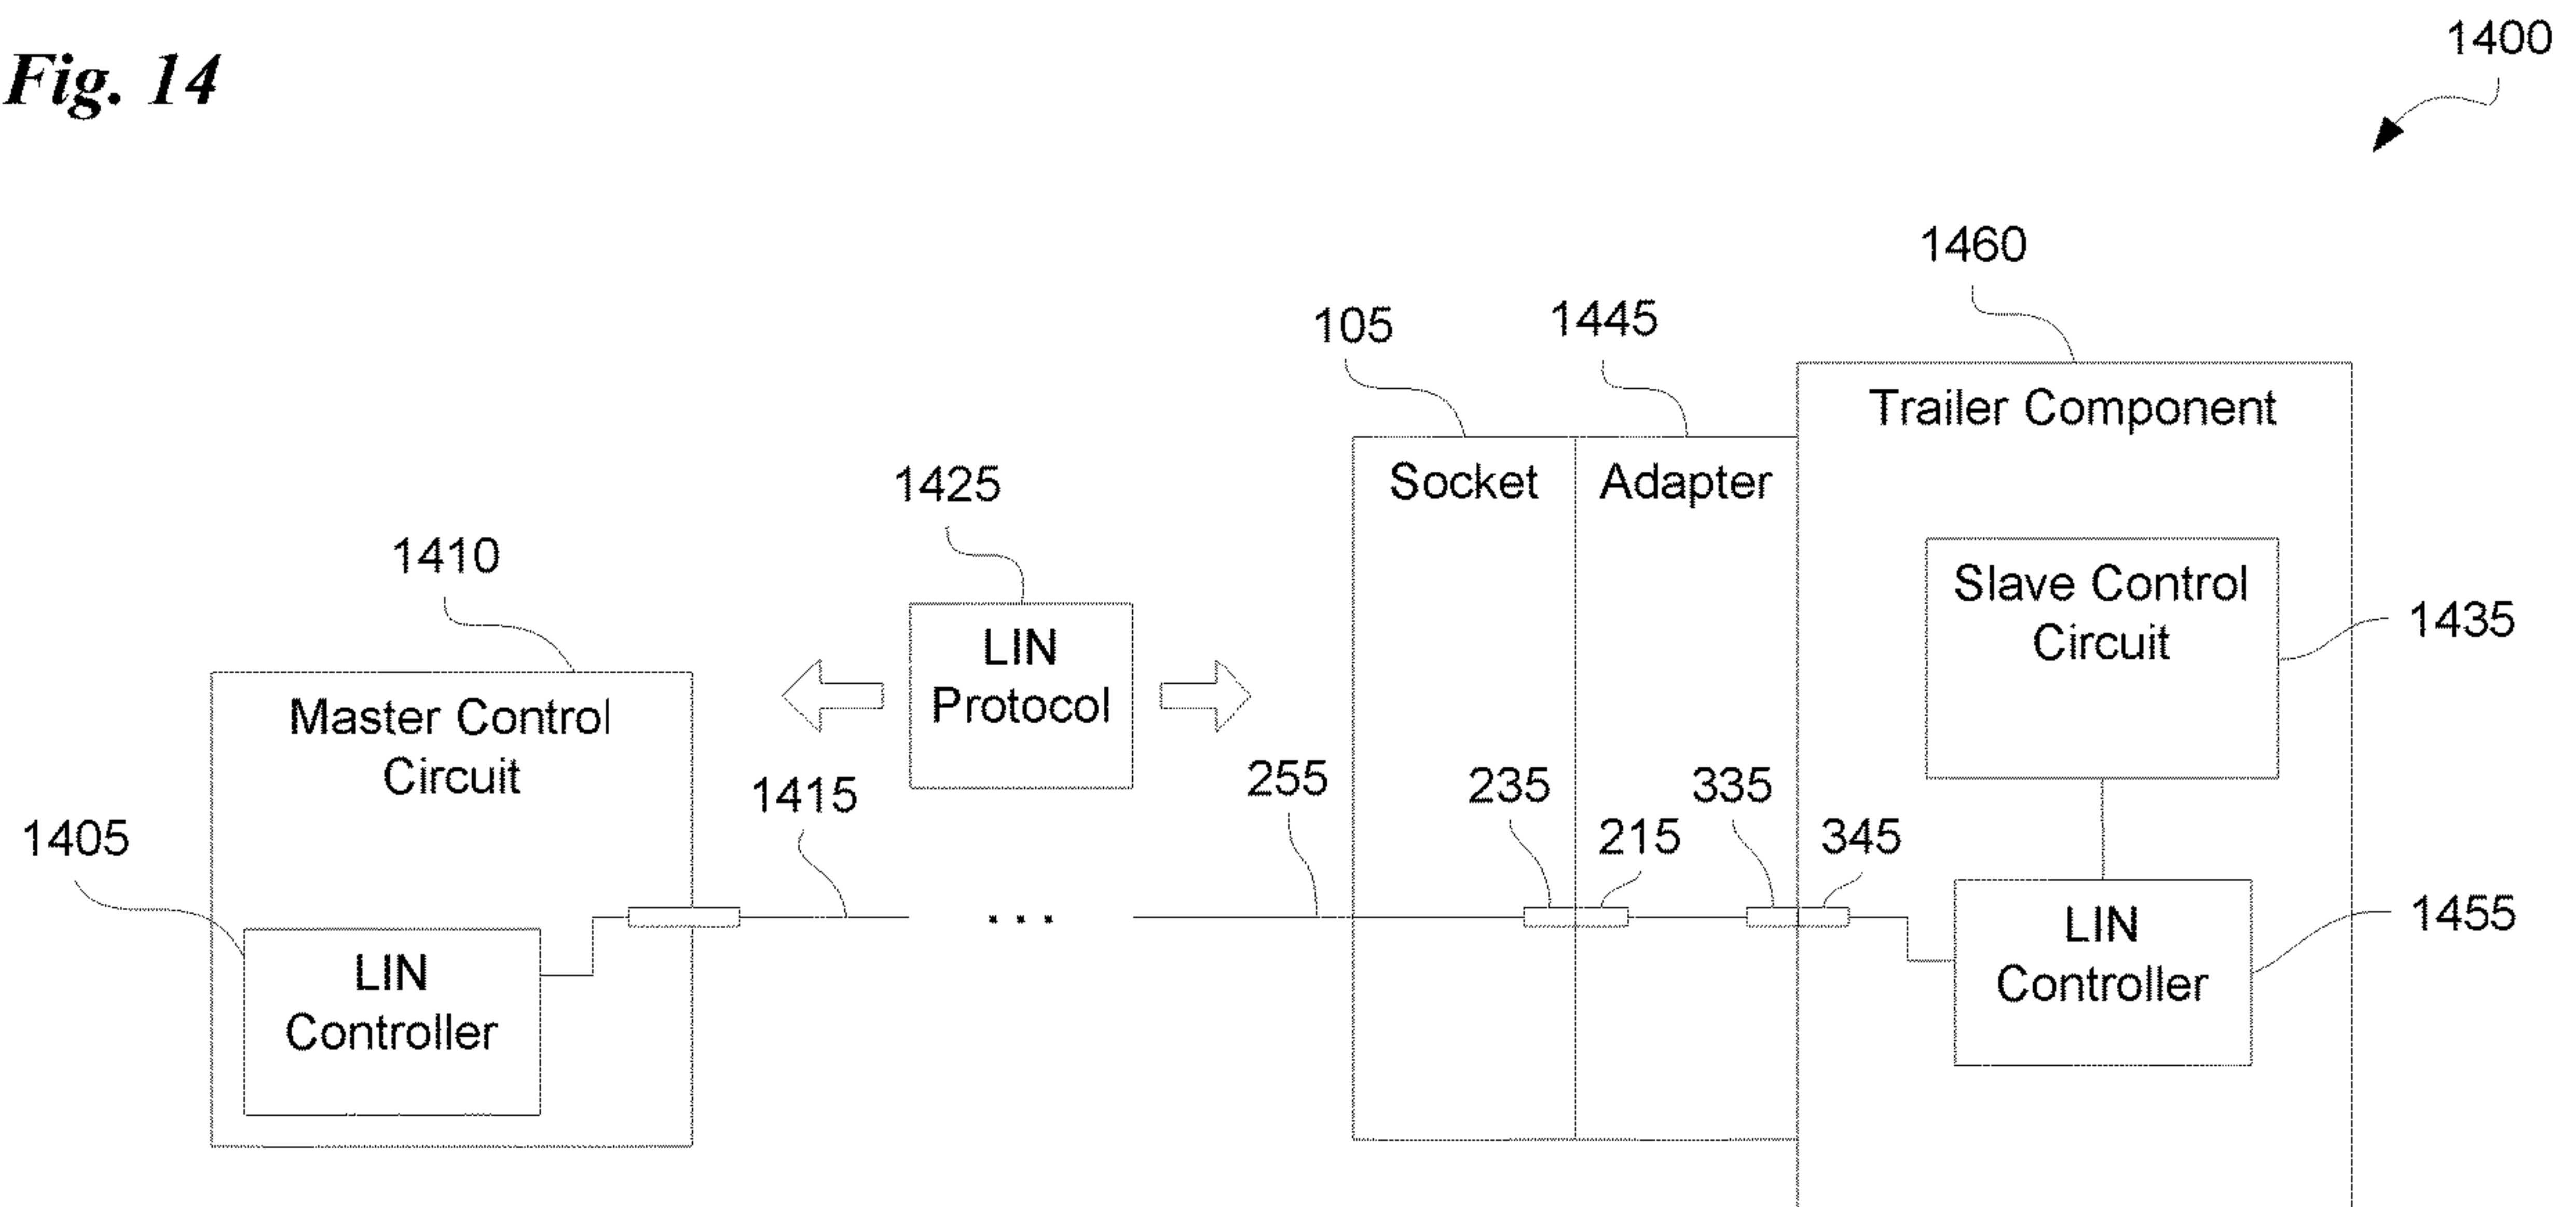 Fig. 14
1400
1460
105
1445
Trailer Component
Socket
Adapter
1425
1410
Slave Control
Circuit
1435
LIN
Protocol
Master Control
Circuit
1415
255
235
335
215
345
1405
LIN
Controller
1455
LIN
Controller
...